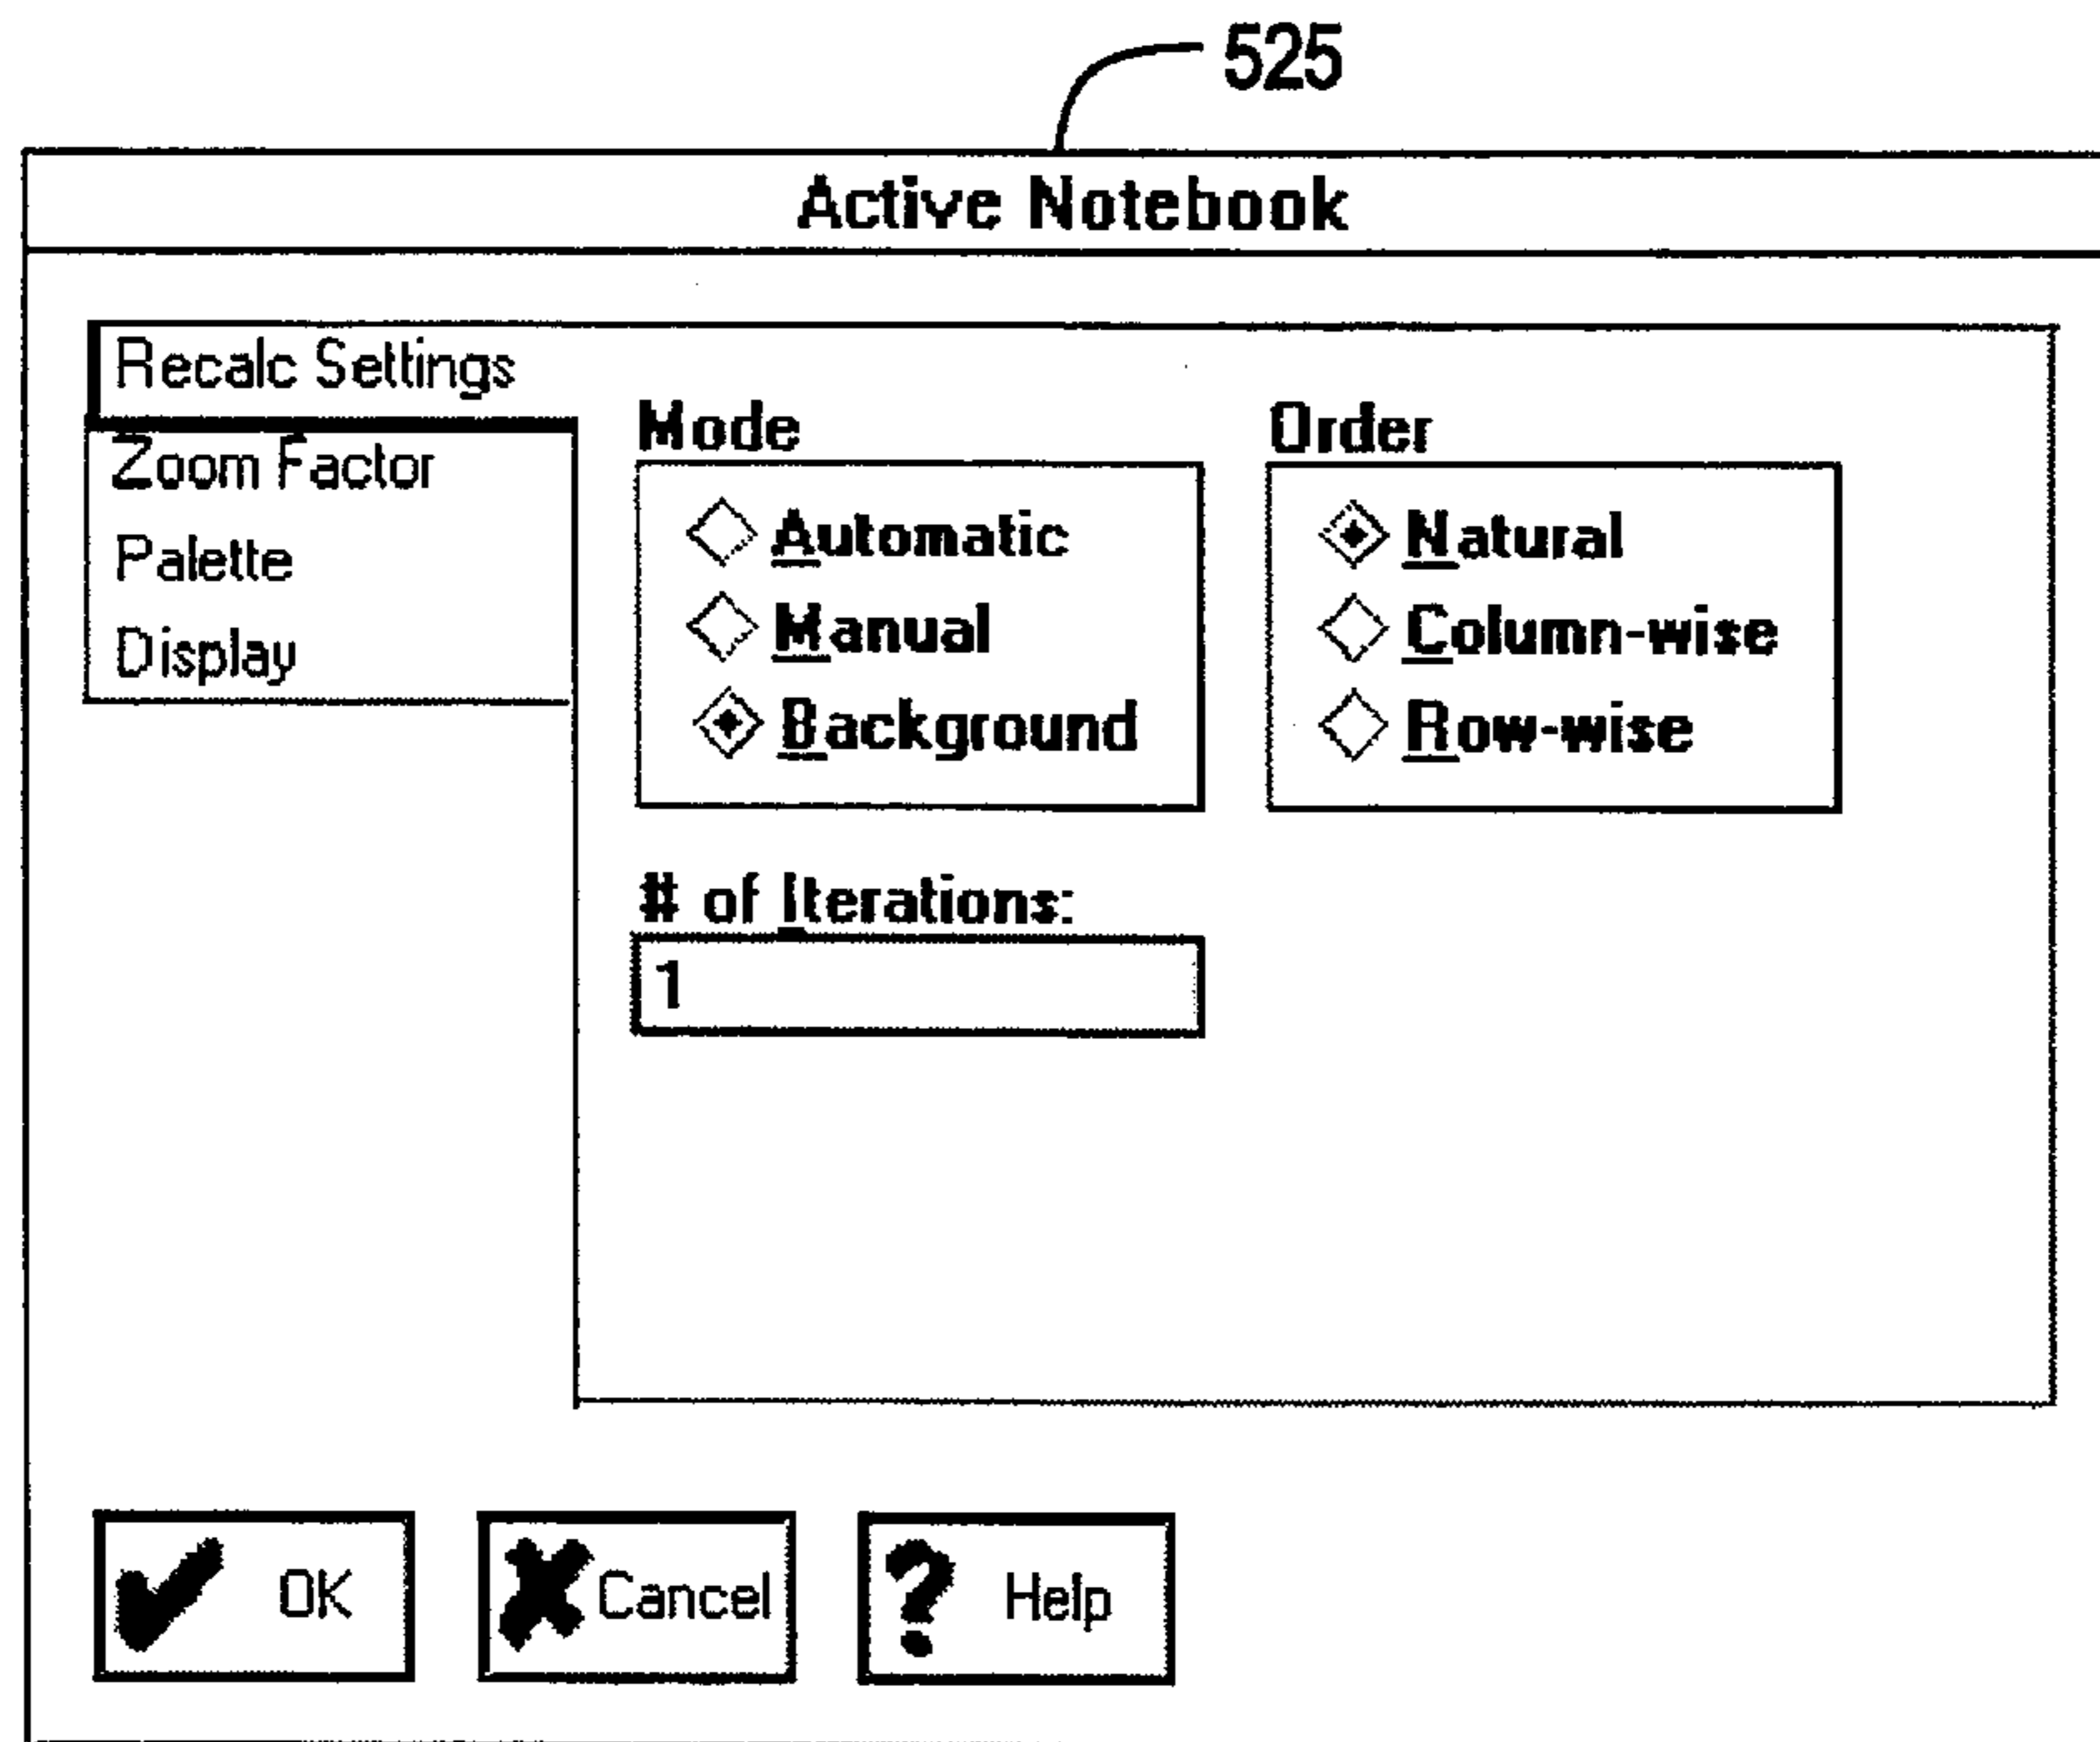 525
Active Notebook
Recalc Settings
Zoom Factor
Palette
Display
Mode
Automatic
Manual
Background
Order
Natural
Column-wise
Row-wise
# of Iterations:
1
OK
Cancel
Help